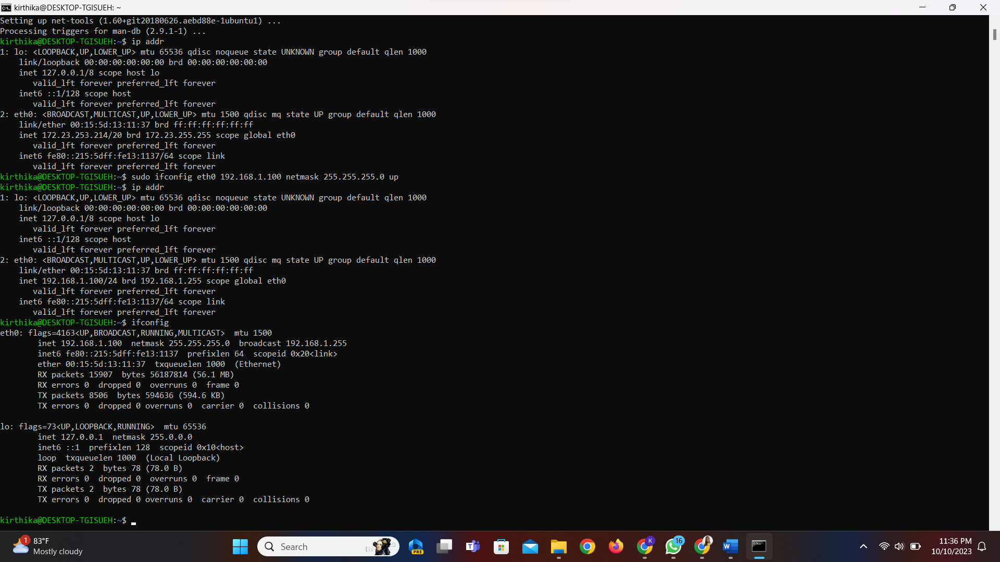 kirthika@DESKTOP-TGISUEH: ~
Setting up net-tools (1.60+git20180626.aebd88e-1ubuntu1) ...
Processing triggers for man-db (2.9.1-1) ...
kirthika@DESKTOP-TGISUEH:~$ ip addr
1: lo: <LOOPBACK,UP,LOWER_UP> mtu 65536 qdisc noqueue state UNKNOWN group default qlen 1000
    link/loopback 00:00:00:00:00:00 brd 00:00:00:00:00:00
    inet 127.0.0.1/8 scope host lo
       valid_lft forever preferred_lft forever
    inet6 ::1/128 scope host
       valid_lft forever preferred_lft forever
2: eth0: <BROADCAST,MULTICAST,UP,LOWER_UP> mtu 1500 qdisc mq state UP group default qlen 1000
    link/ether 00:15:5d:13:11:37 brd ff:ff:ff:ff:ff:ff
    inet 172.23.253.214/20 brd 172.23.255.255 scope global eth0
       valid_lft forever preferred_lft forever
    inet6 fe80::215:5dff:fe13:1137/64 scope link
       valid_lft forever preferred_lft forever
kirthika@DESKTOP-TGISUEH:~$ sudo ifconfig eth0 192.168.1.100 netmask 255.255.255.0 up
kirthika@DESKTOP-TGISUEH:~$ ip addr
1: lo: <LOOPBACK,UP,LOWER_UP> mtu 65536 qdisc noqueue state UNKNOWN group default qlen 1000
    link/loopback 00:00:00:00:00:00 brd 00:00:00:00:00:00
    inet 127.0.0.1/8 scope host lo
       valid_lft forever preferred_lft forever
    inet6 ::1/128 scope host
       valid_lft forever preferred_lft forever
2: eth0: <BROADCAST,MULTICAST,UP,LOWER_UP> mtu 1500 qdisc mq state UP group default qlen 1000
    link/ether 00:15:5d:13:11:37 brd ff:ff:ff:ff:ff:ff
    inet 192.168.1.100/24 brd 192.168.1.255 scope global eth0
       valid_lft forever preferred_lft forever
    inet6 fe80::215:5dff:fe13:1137/64 scope link
       valid_lft forever preferred_lft forever
kirthika@DESKTOP-TGISUEH:~$ ifconfig
eth0: flags=4163<UP,BROADCAST,RUNNING,MULTICAST>  mtu 1500
        inet 192.168.1.100  netmask 255.255.255.0  broadcast 192.168.1.255
        inet6 fe80::215:5dff:fe13:1137  prefixlen 64  scopeid 0x20<link>
        ether 00:15:5d:13:11:37  txqueuelen 1000  (Ethernet)
        RX packets 15907  bytes 56187814 (56.1 MB)
        RX errors 0  dropped 0  overruns 0  frame 0
        TX packets 8506  bytes 594636 (594.6 KB)
        TX errors 0  dropped 0 overruns 0  carrier 0  collisions 0
lo: flags=73<UP,LOOPBACK,RUNNING>  mtu 65536
        inet 127.0.0.1  netmask 255.0.0.0
        inet6 ::1  prefixlen 128  scopeid 0x10<host>
        loop  txqueuelen 1000  (Local Loopback)
        RX packets 2  bytes 78 (78.0 B)
        RX errors 0  dropped 0  overruns 0  frame 0
        TX packets 2  bytes 78 (78.0 B)
        TX errors 0  dropped 0 overruns 0  carrier 0  collisions 0
kirthika@DESKTOP-TGISUEH:~$
1
83°F
Mostly cloudy
Search
PRE
K
16
W
11:36 PM
10/10/2023